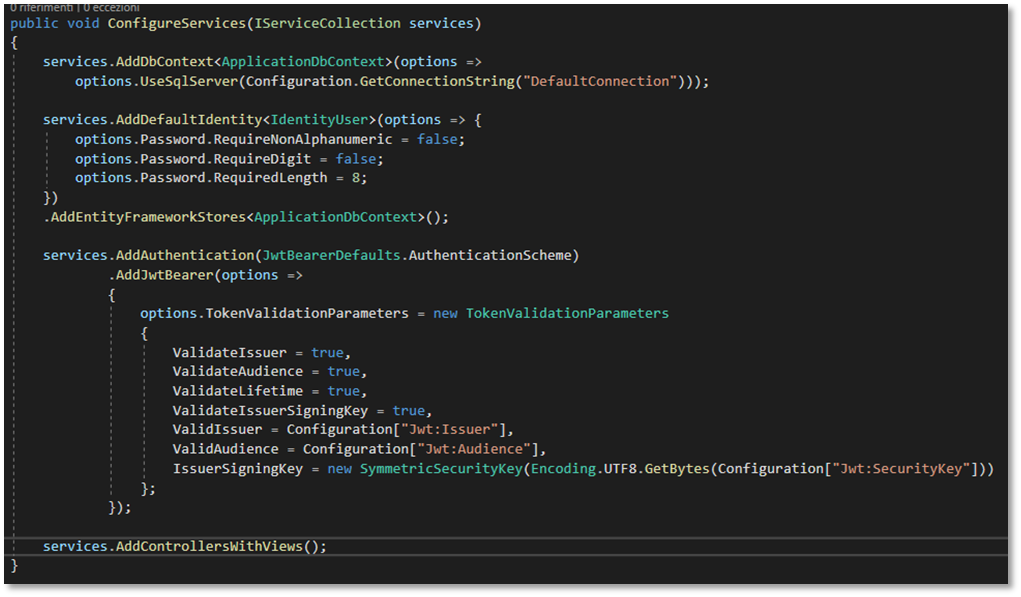 0 riferimenti | 0 eccezioni
public void ConfigureServices(IServiceCollection services)
{
    services.AddDbContext<ApplicationDbContext>(options =>
        options.UseSqlServer(Configuration.GetConnectionString("DefaultConnection")));

    services.AddDefaultIdentity<IdentityUser>(options => {
        options.Password.RequireNonAlphanumeric = false;
        options.Password.RequireDigit = false;
        options.Password.RequiredLength = 8;
    })
    .AddEntityFrameworkStores<ApplicationDbContext>();

    services.AddAuthentication(JwtBearerDefaults.AuthenticationScheme)
            .AddJwtBearer(options =>
            {
                options.TokenValidationParameters = new TokenValidationParameters
                {
                    ValidateIssuer = true,
                    ValidateAudience = true,
                    ValidateLifetime = true,
                    ValidateIssuerSigningKey = true,
                    ValidIssuer = Configuration["Jwt:Issuer"],
                    ValidAudience = Configuration["Jwt:Audience"],
                    IssuerSigningKey = new SymmetricSecurityKey(Encoding.UTF8.GetBytes(Configuration["Jwt:SecurityKey"]))
                };
            });

    services.AddControllersWithViews();
}